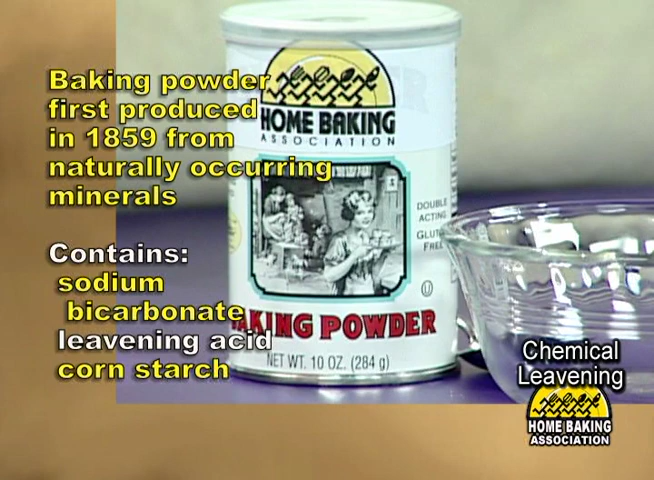 Baking powder
first produced
in 1859 from
naturally occurring
minerals
Contains:
sodium
bicarbonate
leavening acid
corn starch
HOME BAKING
ASSOCIATION
DOUBLE
ACTING
GLUTEN
FREE
BAKING POWDER
NET WT. 10 OZ. (284 g)
Chemical
Leavening
HOME BAKING
ASSOCIATION